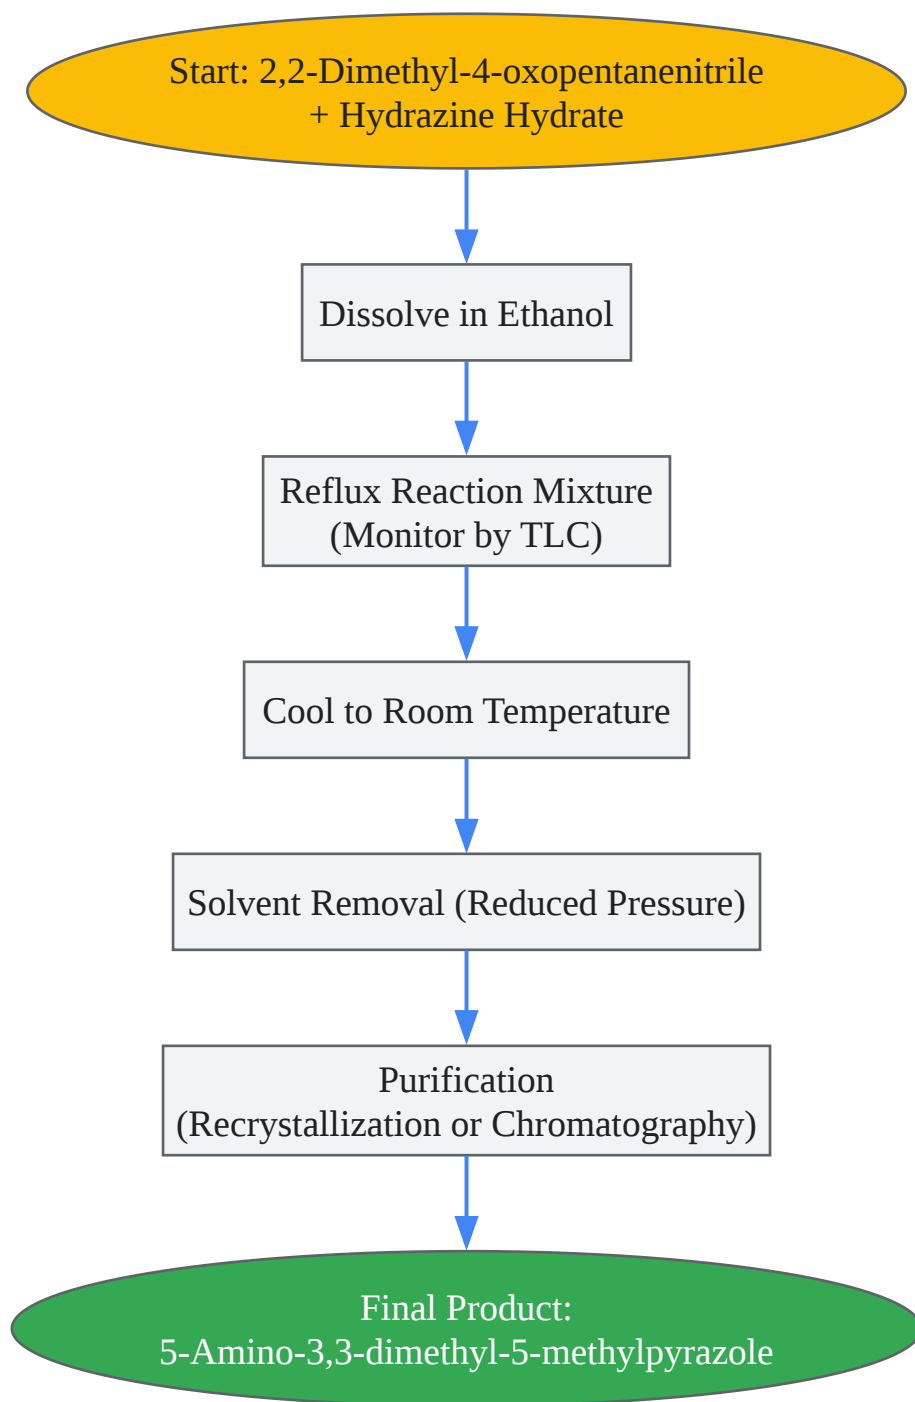 Start: 2,2-Dimethyl-4-oxopentanenitrile
+ Hydrazine Hydrate
Dissolve in Ethanol
Reflux Reaction Mixture
(Monitor by TLC)
Cool to Room Temperature
Solvent Removal (Reduced Pressure)
Purification
(Recrystallization or Chromatography)
Final Product:
5-Amino-3,3-dimethyl-5-methylpyrazole